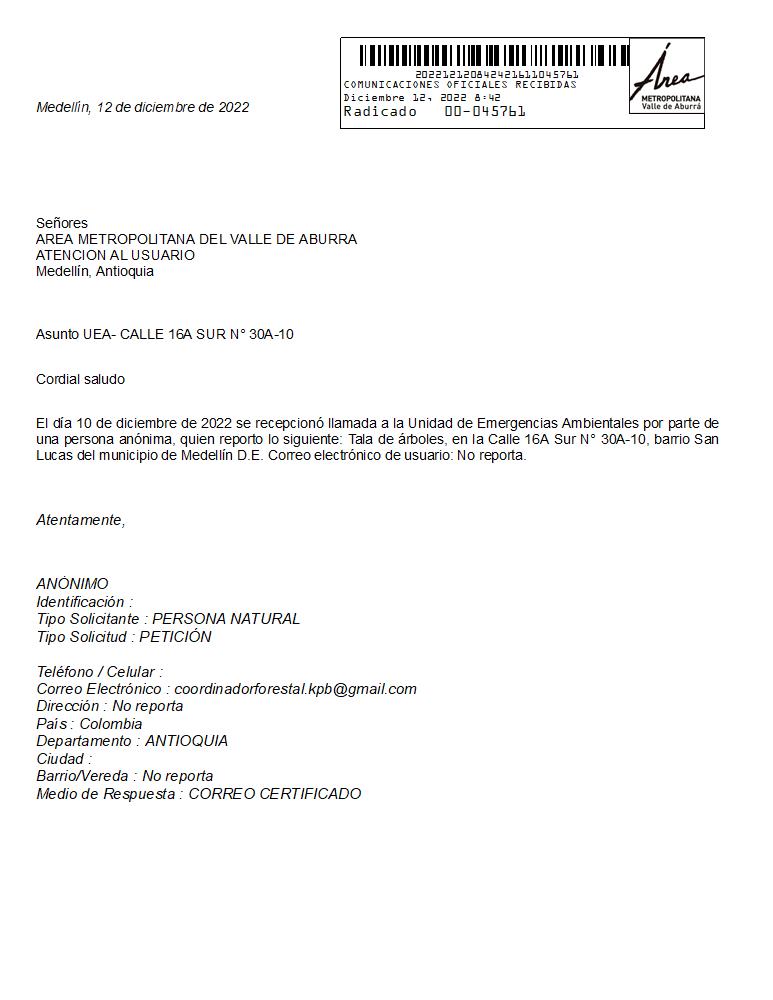 202212120842421611045761
COMUNICACIONES OFICIALES RECIBIDAS
Diciembre 12, 2022 8:42
Radicado 00-045761
Área
METROPOLITANA
Valle de Aburrá
Medellín, 12 de diciembre de 2022
Señores
AREA METROPOLITANA DEL VALLE DE ABURRA
ATENCION AL USUARIO
Medellín, Antioquia
Asunto UEA- CALLE 16A SUR N° 30A-10
Cordial saludo
El día 10 de diciembre de 2022 se recepcionó llamada a la Unidad de Emergencias Ambientales por parte de
una persona anónima, quien reporto lo siguiente: Tala de árboles, en la Calle 16A Sur N° 30A-10, barrio San
Lucas del municipio de Medellín D.E. Correo electrónico de usuario: No reporta.
Atentamente,
ANÓNIMO
Identificación :
Tipo Solicitante : PERSONA NATURAL
Tipo Solicitud : PETICIÓN
Teléfono / Celular :
Correo Electrónico : coordinadorforestal.kpb@gmail.com
Dirección : No reporta
País : Colombia
Departamento : ANTIOQUIA
Ciudad :
Barrio/Vereda : No reporta
Medio de Respuesta : CORREO CERTIFICADO